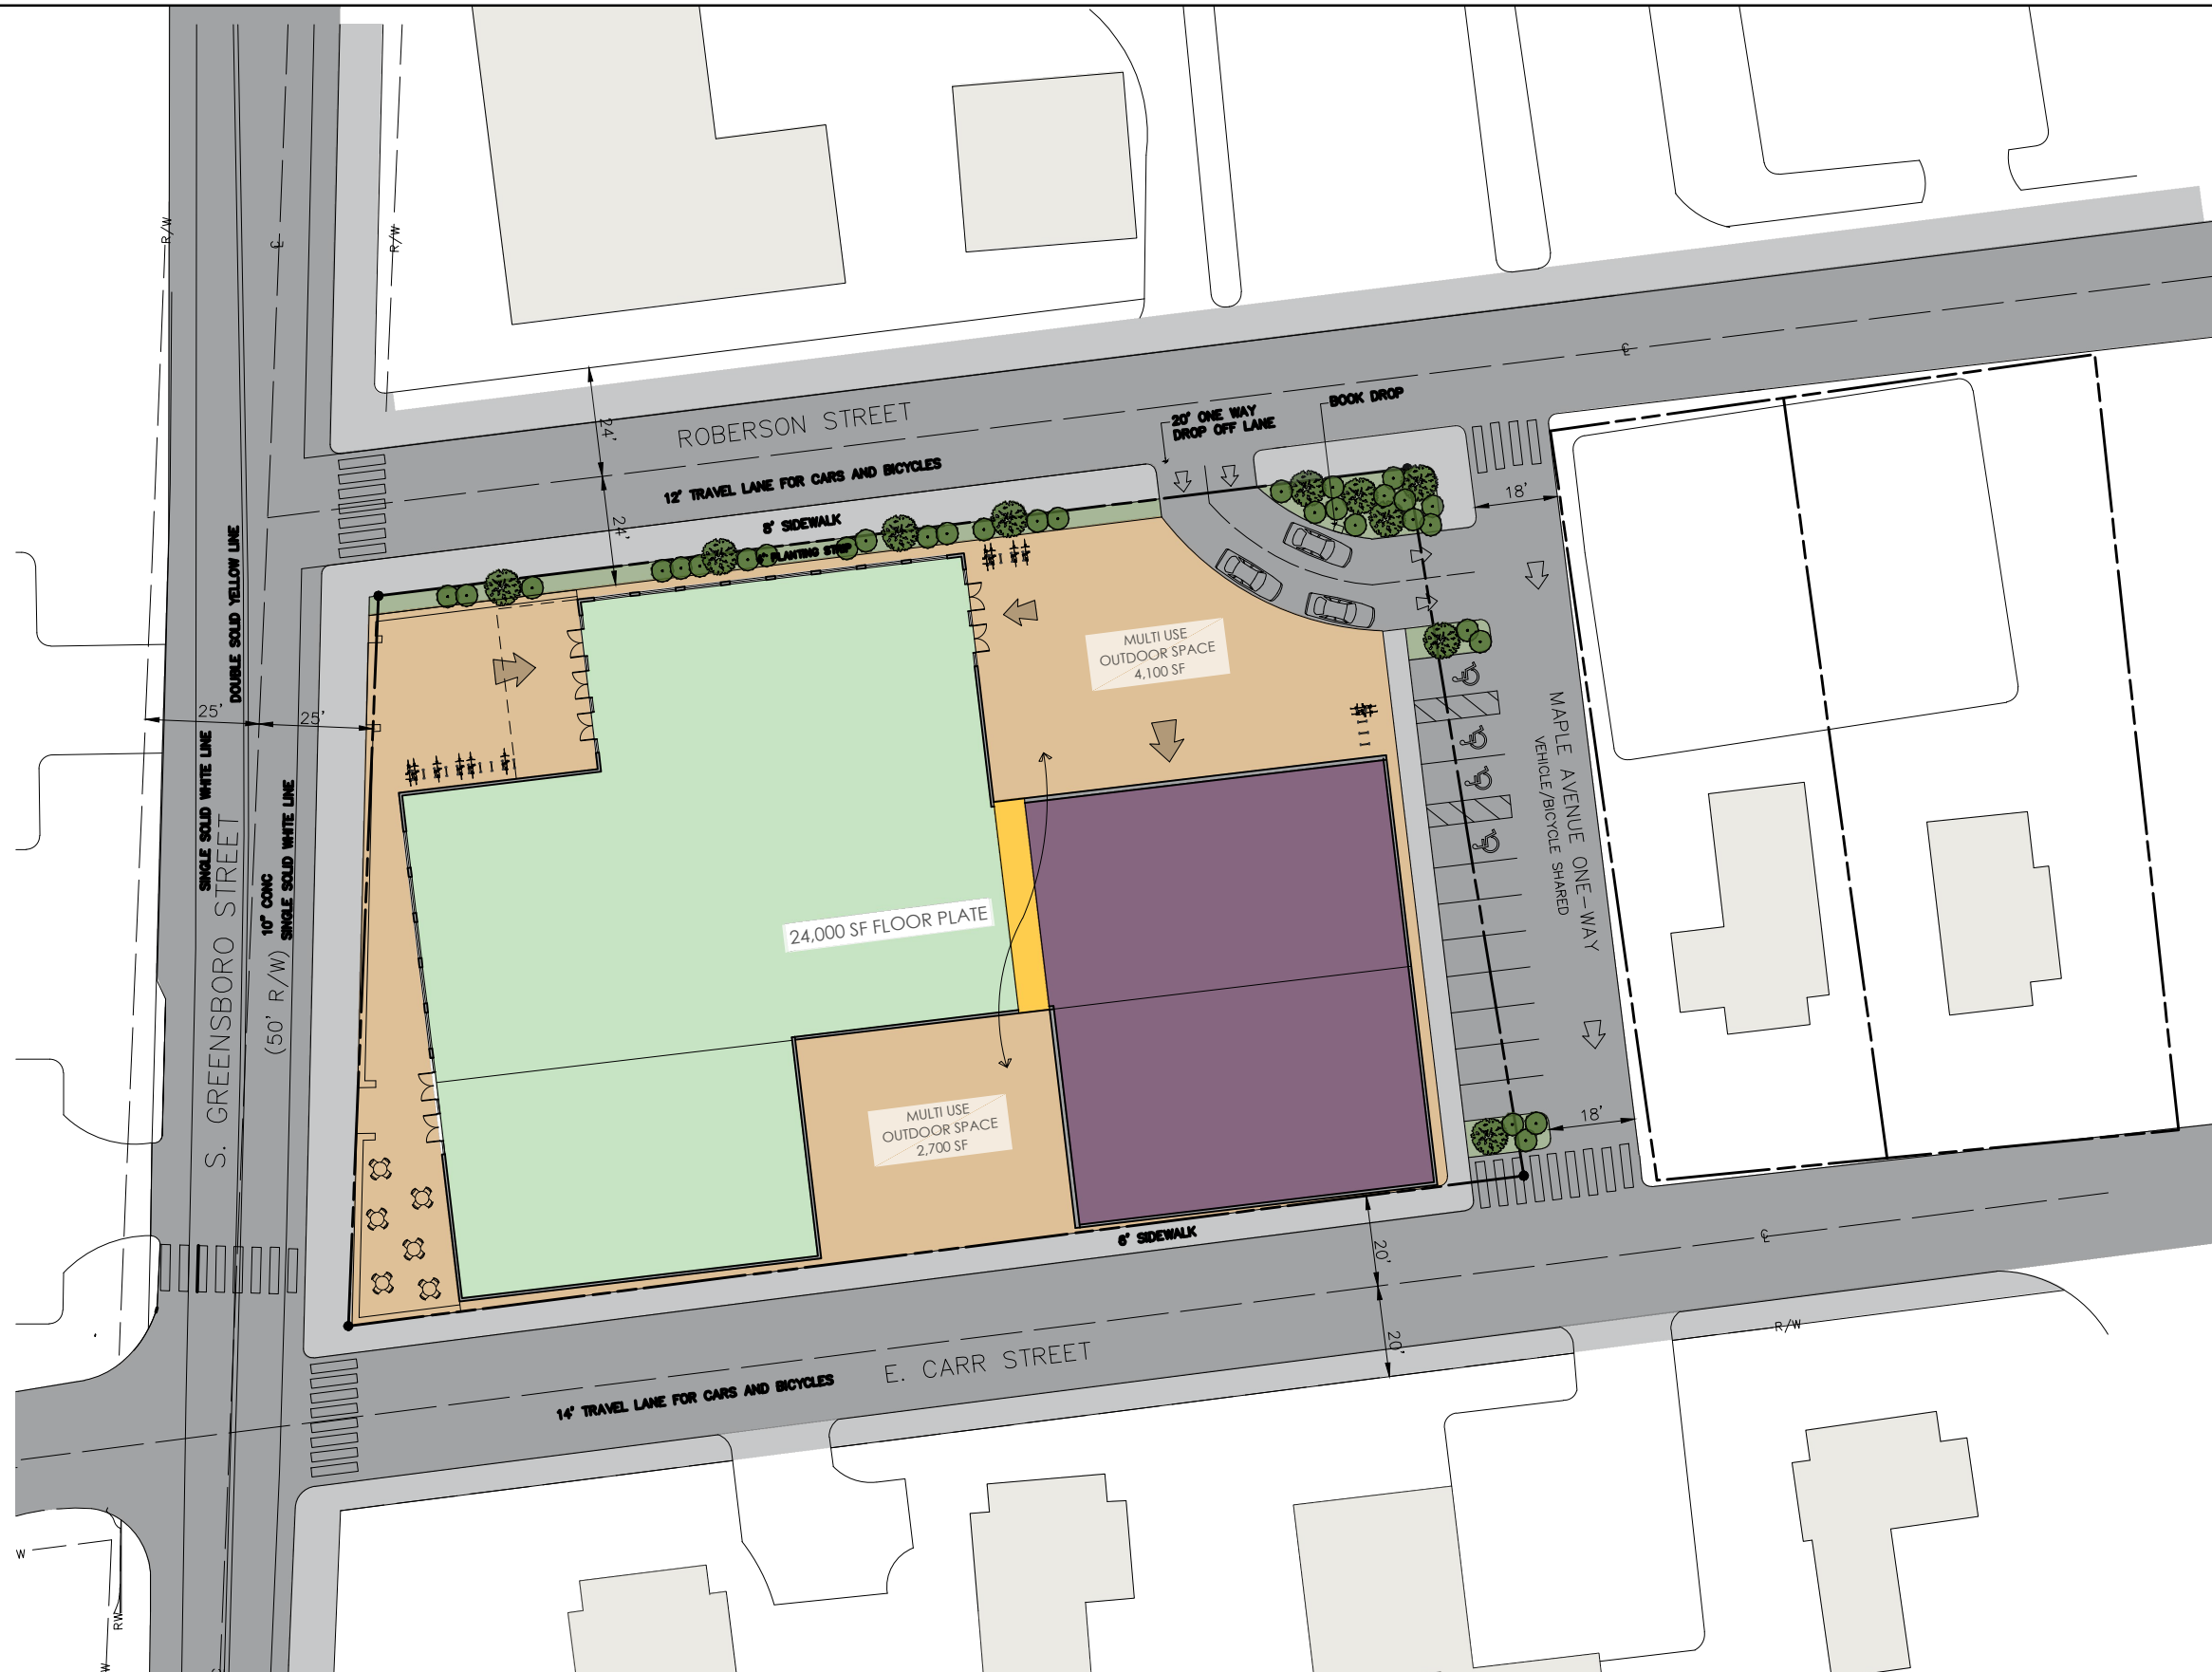 R/W
R/W
℄
℄
BOOK DROP
20' ONE WAY
DROP OFF LANE
ROBERSON STREET
24'
24'
12' TRAVEL LANE FOR CARS AND BICYCLES
8' SIDEWALK
PLANTING STRIP
18'
DOUBLE SOLID YELLOW LINE
25'
25'
SINGLE SOLID WHITE LINE
S. GREENSBORO STREET
10" CONC
SINGLE SOLID WHITE LINE
(50' R/W)
MULTI USE
OUTDOOR SPACE
4,100 SF
MAPLE AVENUE ONE-WAY
VEHICLE/BICYCLE SHARED
24,000 SF FLOOR PLATE
MULTI USE
OUTDOOR SPACE
2,700 SF
18'
6' SIDEWALK
20'
20'
℄
R/W
E. CARR STREET
14' TRAVEL LANE FOR CARS AND BICYCLES
W
RW
W